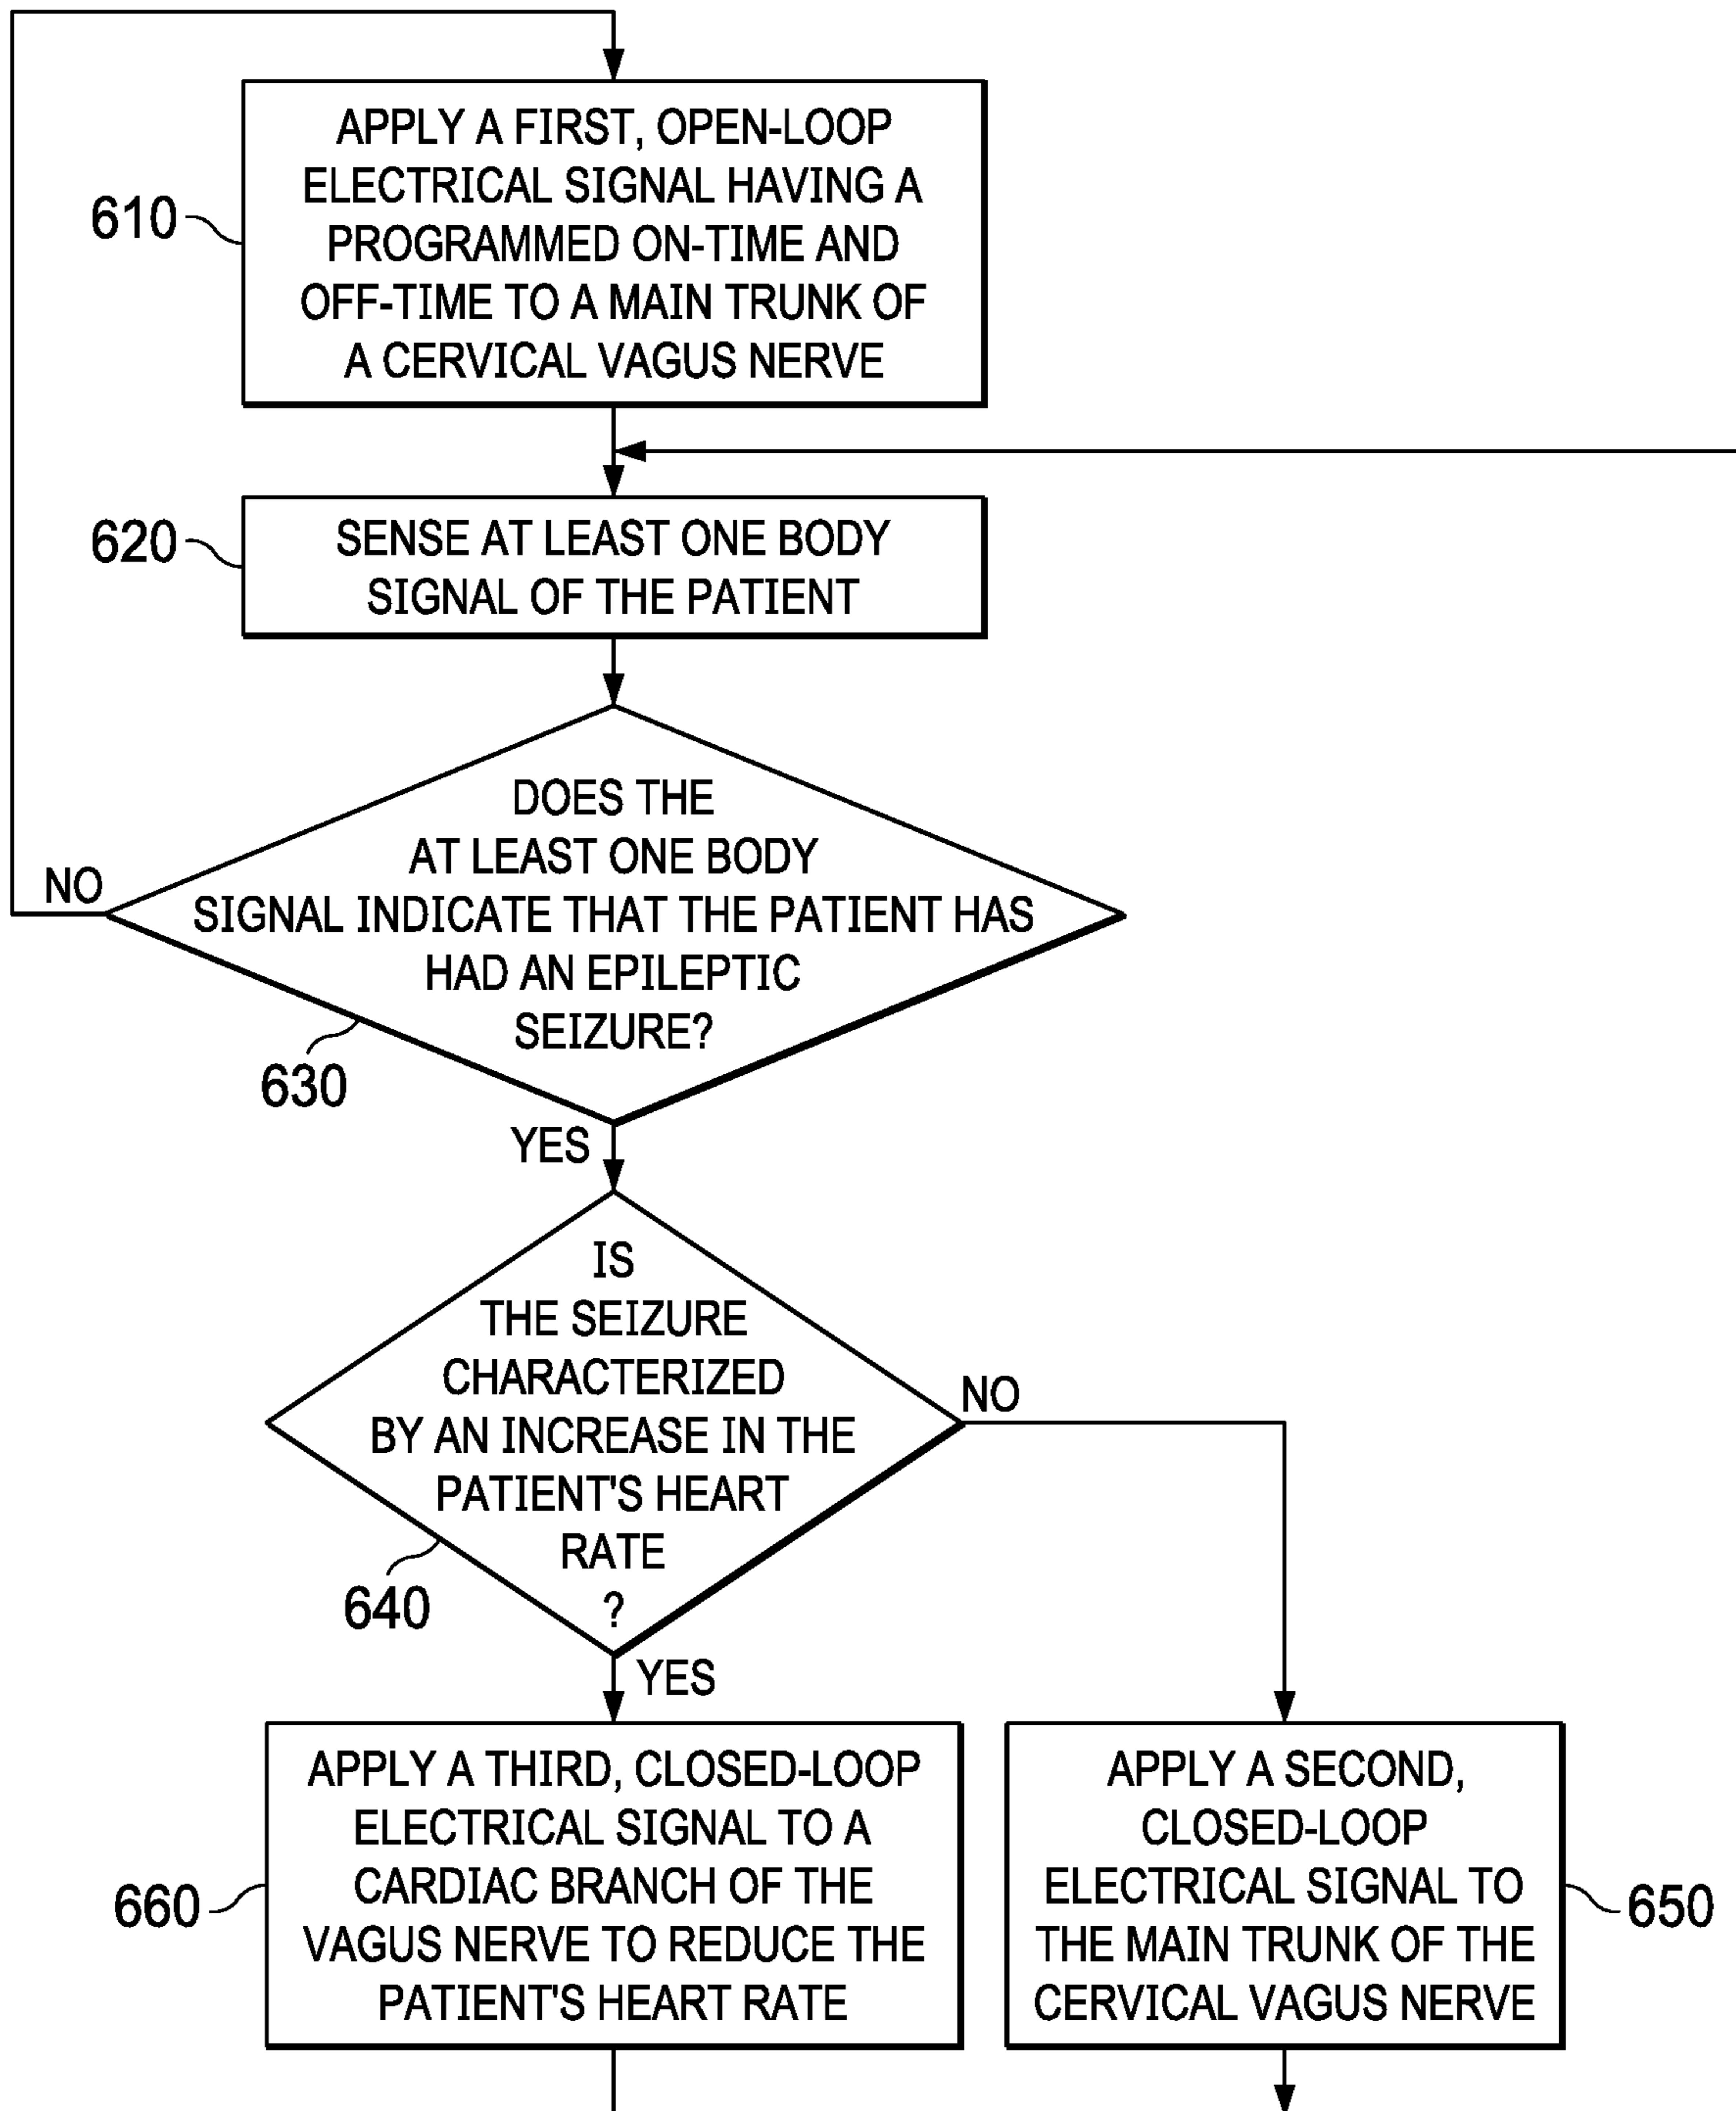 APPLY A FIRST, OPEN-LOOP
ELECTRICAL SIGNAL HAVING A
PROGRAMMED ON-TIME AND
OFF-TIME TO A MAIN TRUNK OF
A CERVICAL VAGUS NERVE
610
SENSE AT LEAST ONE BODY
SIGNAL OF THE PATIENT
620
DOES THE
AT LEAST ONE BODY
SIGNAL INDICATE THAT THE PATIENT HAS
HAD AN EPILEPTIC
SEIZURE?
NO
630
YES
IS
THE SEIZURE
CHARACTERIZED
BY AN INCREASE IN THE
PATIENT'S HEART
RATE
?
NO
640
YES
APPLY A THIRD, CLOSED-LOOP
ELECTRICAL SIGNAL TO A
CARDIAC BRANCH OF THE
VAGUS NERVE TO REDUCE THE
PATIENT'S HEART RATE
660
APPLY A SECOND,
CLOSED-LOOP
ELECTRICAL SIGNAL TO
THE MAIN TRUNK OF THE
CERVICAL VAGUS NERVE
650